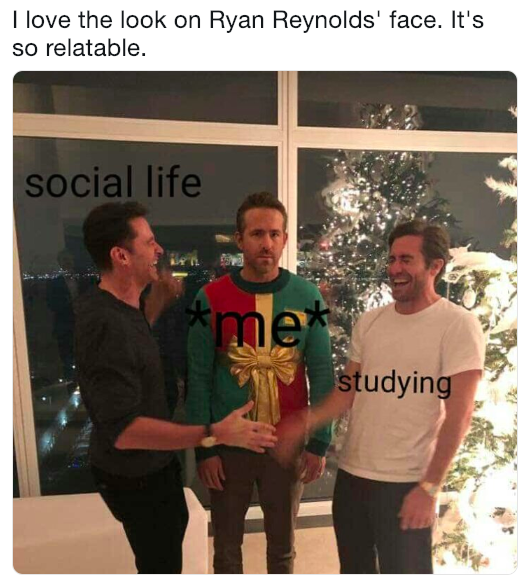 I love the look on Ryan Reynolds' face. It's
so relatable.
social life
*me*
studying